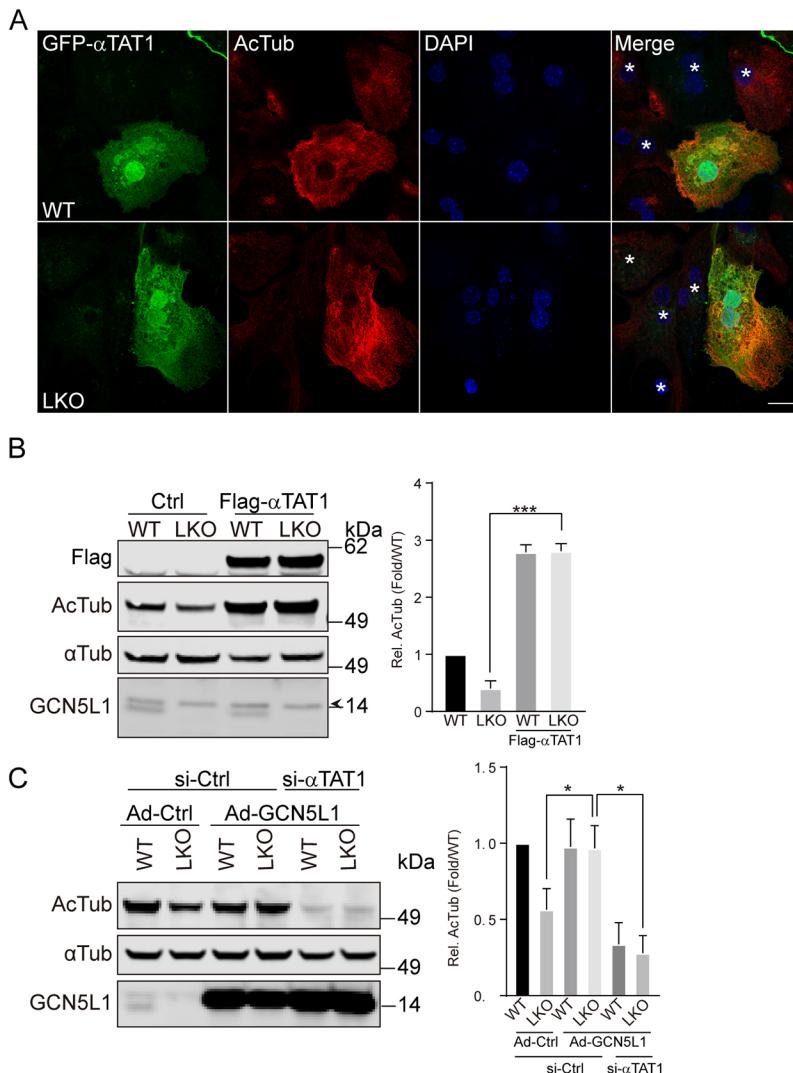 A
GFP-αTAT1 AcTub DAPI Merge
* * *
*
WT
*
*
*
*
LKO
B
Ctrl Flag-αTAT1
WT LKO WT LKO kDa
Flag 62
AcTub 49
αTub 49
GCN5L1 14
Rel. AcTub (Fold/WT)
4
3
2
1
0
***
WT LKO WT LKO
Flag-αTAT1
C
si-Ctrl si-αTAT1
Ad-Ctrl Ad-GCN5L1
WT LKO WT LKO WT LKO kDa
AcTub 49
αTub 49
GCN5L1 14
Rel. AcTub (Fold/WT)
1.5
1.0
0.5
0.
* *
WT LKO WT LKO WT LKO
Ad-Ctrl Ad-GCN5L1
si-Ctrl si-αTAT1